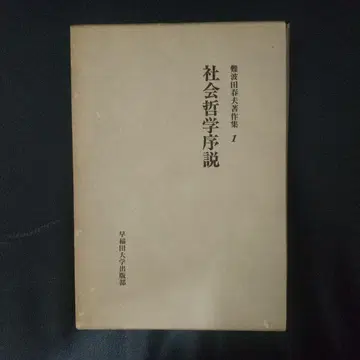 難波田春夫著作集 1
社会哲学序説
早稲田大学出版部